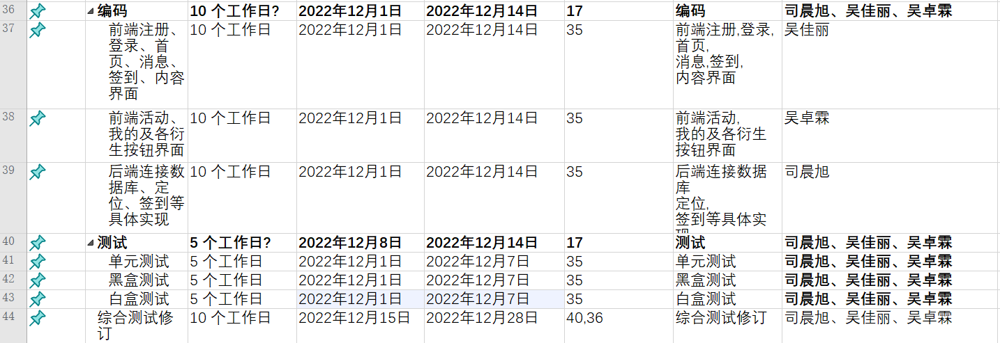 36 编码 10 个工作日? 2022年12月1日 2022年12月14日 17 编码 司晨旭、吴佳丽、吴卓霖
37 前端注册、 10 个工作日 2022年12月1日 2022年12月14日 35 前端注册,登录, 吴佳丽
登录、首 首页,
页、消息、 消息,签到,
签到、内容 内容界面
界面
38 前端活动、 10 个工作日 2022年12月1日 2022年12月14日 35 前端活动, 吴卓霖
我的及各衍 我的及各衍生
生按钮界面 按钮界面
39 后端连接数 10 个工作日 2022年12月1日 2022年12月14日 35 后端连接数据 司晨旭
据库、定 库
位、签到等 定位,
具体实现 签到等具体实
现
40 测试 5 个工作日? 2022年12月8日 2022年12月14日 17 测试 司晨旭、吴佳丽、吴卓霖
41 单元测试 5 个工作日 2022年12月1日 2022年12月7日 35 单元测试 司晨旭、吴佳丽、吴卓霖
42 黑盒测试 5 个工作日 2022年12月1日 2022年12月7日 35 黑盒测试 司晨旭、吴佳丽、吴卓霖
43 白盒测试 5 个工作日 2022年12月1日 2022年12月7日 35 白盒测试 司晨旭、吴佳丽、吴卓霖
44 综合测试修 10 个工作日 2022年12月15日 2022年12月28日 40,36 综合测试修订 司晨旭、吴佳丽、吴卓霖
订